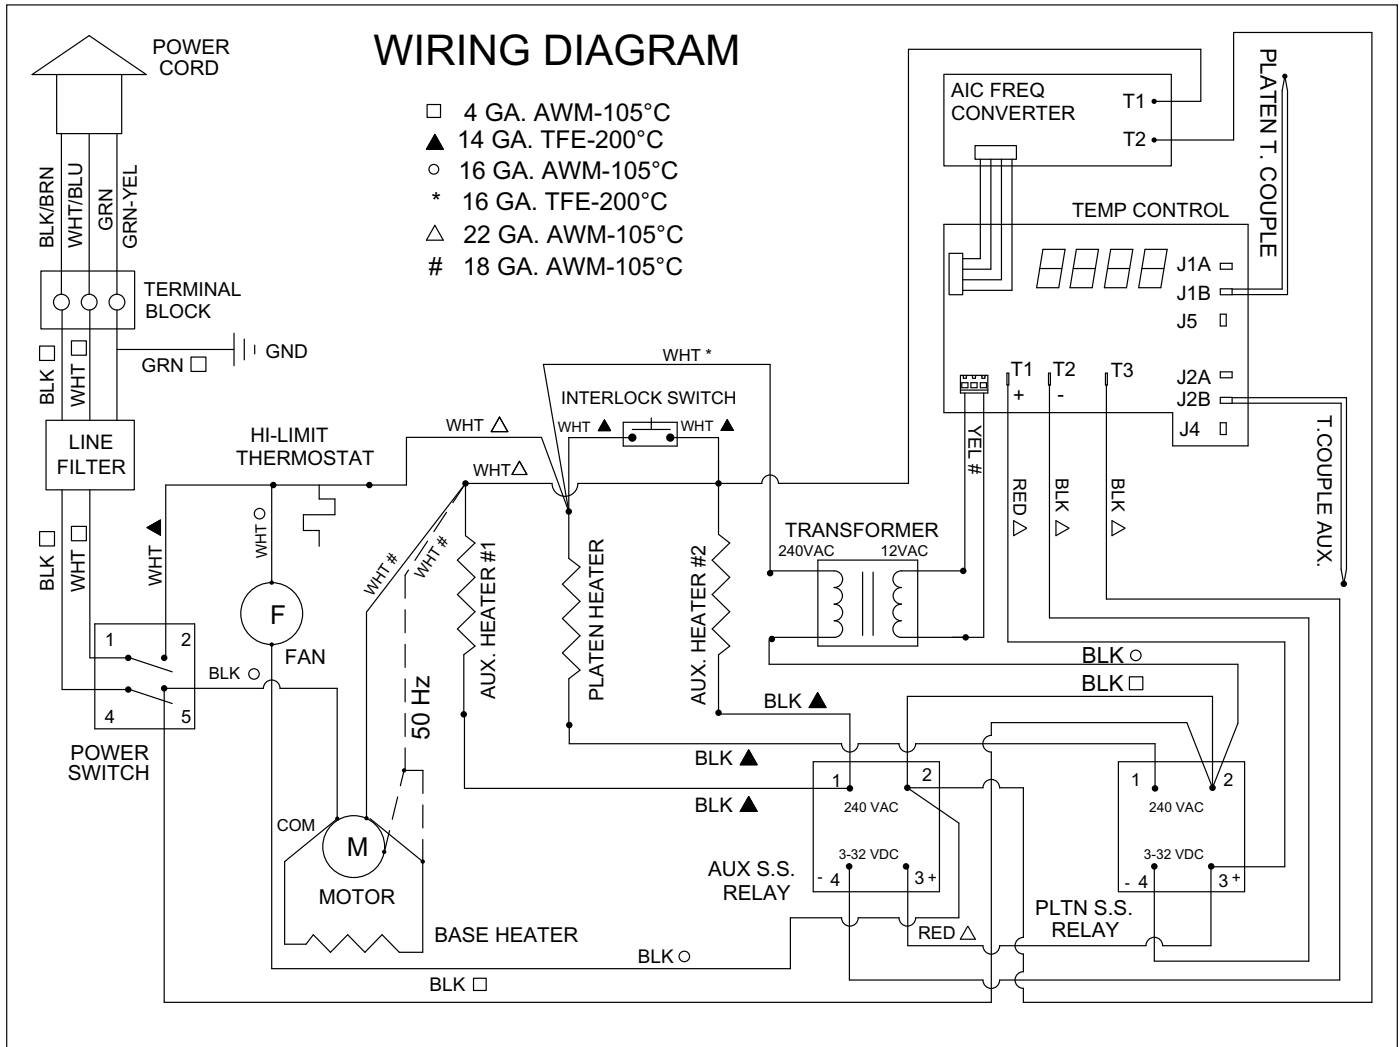 WIRING DIAGRAM
POWER
CORD
□ 4 GA. AWM-105°C
▲ 14 GA. TFE-200°C
○ 16 GA. AWM-105°C
* 16 GA. TFE-200°C
△ 22 GA. AWM-105°C
# 18 GA. AWM-105°C
BLK/BRN
WHT/BLU
GRN
GRN-YEL
TERMINAL
BLOCK
GRN □
GND
BLK □
WHT □
LINE
FILTER
BLK □
WHT □
WHT ▲
HI-LIMIT
THERMOSTAT
WHT ○
F
FAN
1
2
4
5
POWER
SWITCH
BLK ○
WHT △
WHT △
WHT #
WHT #
50 Hz
COM
M
MOTOR
BASE HEATER
WHT *
INTERLOCK SWITCH
WHT ▲
WHT ▲
AUX. HEATER #1
PLATEN HEATER
AUX. HEATER #2
TRANSFORMER
240VAC
12VAC
AIC FREQ
CONVERTER
T1
T2
PLATEN T. COUPLE
TEMP CONTROL
J1A
J1B
J5
J2A
J2B
J4
T1
+
T2
-
T3
YEL #
RED △
BLK △
BLK △
T.COUPLE AUX.
BLK ○
BLK □
BLK ▲
BLK ▲
BLK ▲
1
2
240 VAC
3-32 VDC
- 4
3 +
AUX S.S.
RELAY
1
2
240 VAC
3-32 VDC
- 4
3 +
PLTN S.S.
RELAY
RED △
BLK ○
BLK □